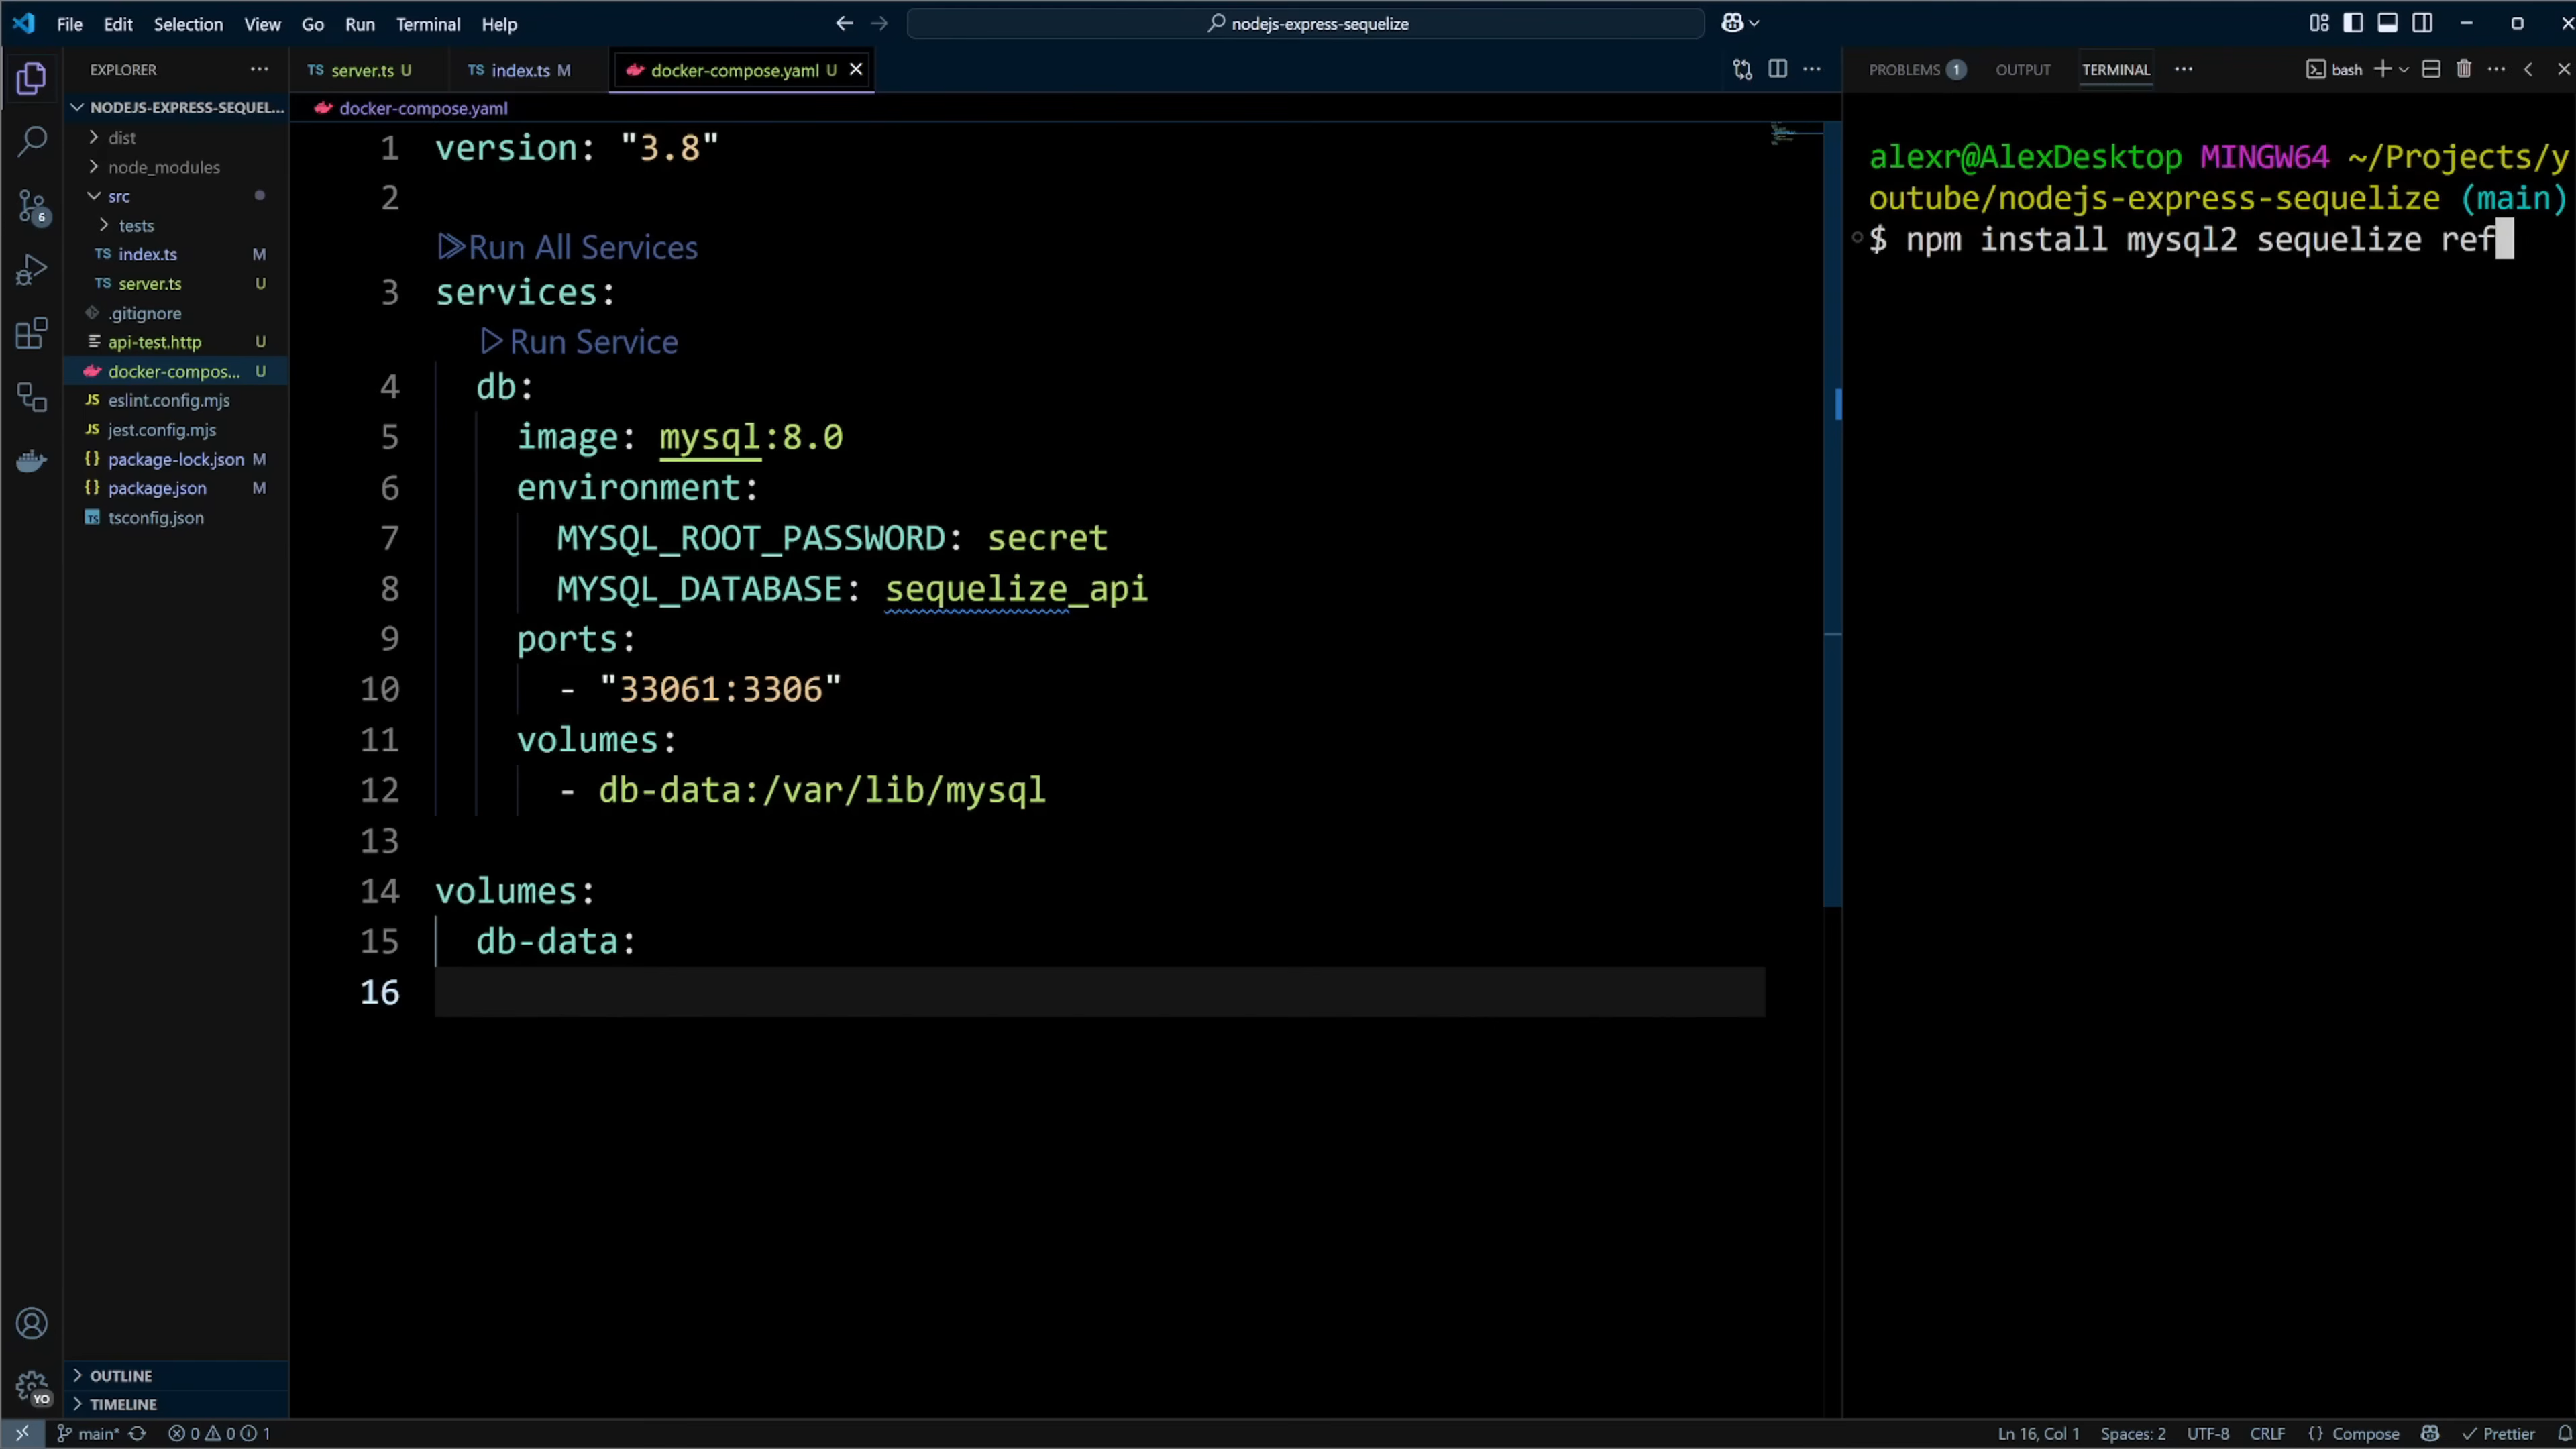 File Edit Selection View Go Run Terminal Help
nodejs-express-sequelize
EXPLORER
NODEJS-EXPRESS-SEQUEL...
dist
node_modules
src
tests
TS index.ts M
TS server.ts U
.gitignore
api-test.http U
docker-compos... U
JS eslint.config.mjs
JS jest.config.mjs
{} package-lock.json M
{} package.json M
TS tsconfig.json
OUTLINE
TIMELINE
6
YO
TS server.ts U TS index.ts M docker-compose.yaml U
docker-compose.yaml
1 version: "3.8"
2
Run All Services
3 services:
Run Service
4 db:
5 image: mysql:8.0
6 environment:
7 MYSQL_ROOT_PASSWORD: secret
8 MYSQL_DATABASE: sequelize_api
9 ports:
10 - "33061:3306"
11 volumes:
12 - db-data:/var/lib/mysql
13
14 volumes:
15 db-data:
16
PROBLEMS 1 OUTPUT TERMINAL bash
alexr@AlexDesktop MINGW64 ~/Projects/y
outube/nodejs-express-sequelize (main)
$ npm install mysql2 sequelize ref
main* 0 0 1
Ln 16, Col 1 Spaces: 2 UTF-8 CRLF {} Compose Prettier